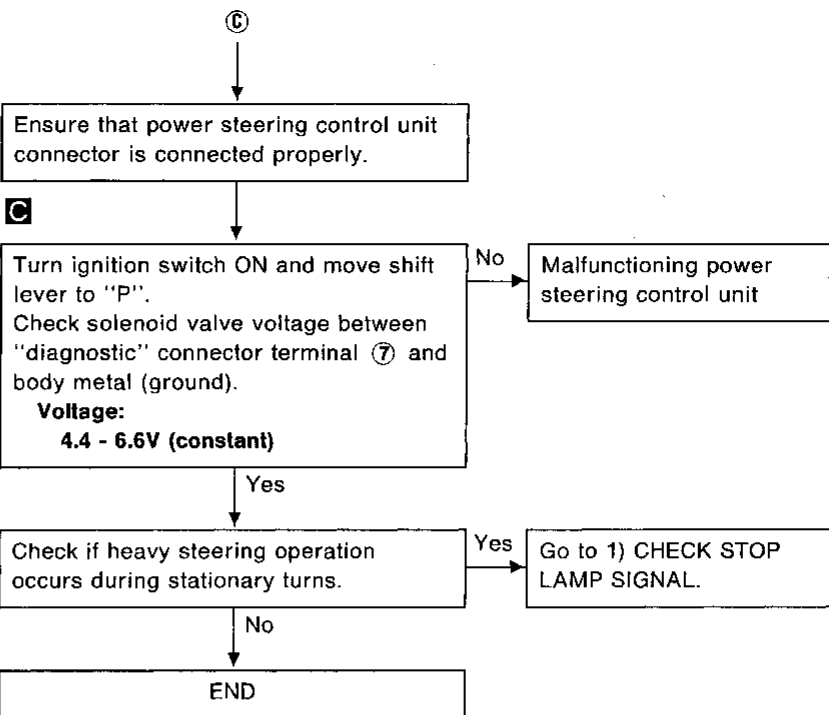 Ⓒ
Ensure that power steering control unit
connector is connected properly.
C
Turn ignition switch ON and move shift
lever to "P".
Check solenoid valve voltage between
"diagnostic" connector terminal ⑦ and
body metal (ground).
Voltage:
4.4 - 6.6V (constant)
No
Malfunctioning power
steering control unit
Yes
Check if heavy steering operation
occurs during stationary turns.
Yes
Go to 1) CHECK STOP
LAMP SIGNAL.
No
END